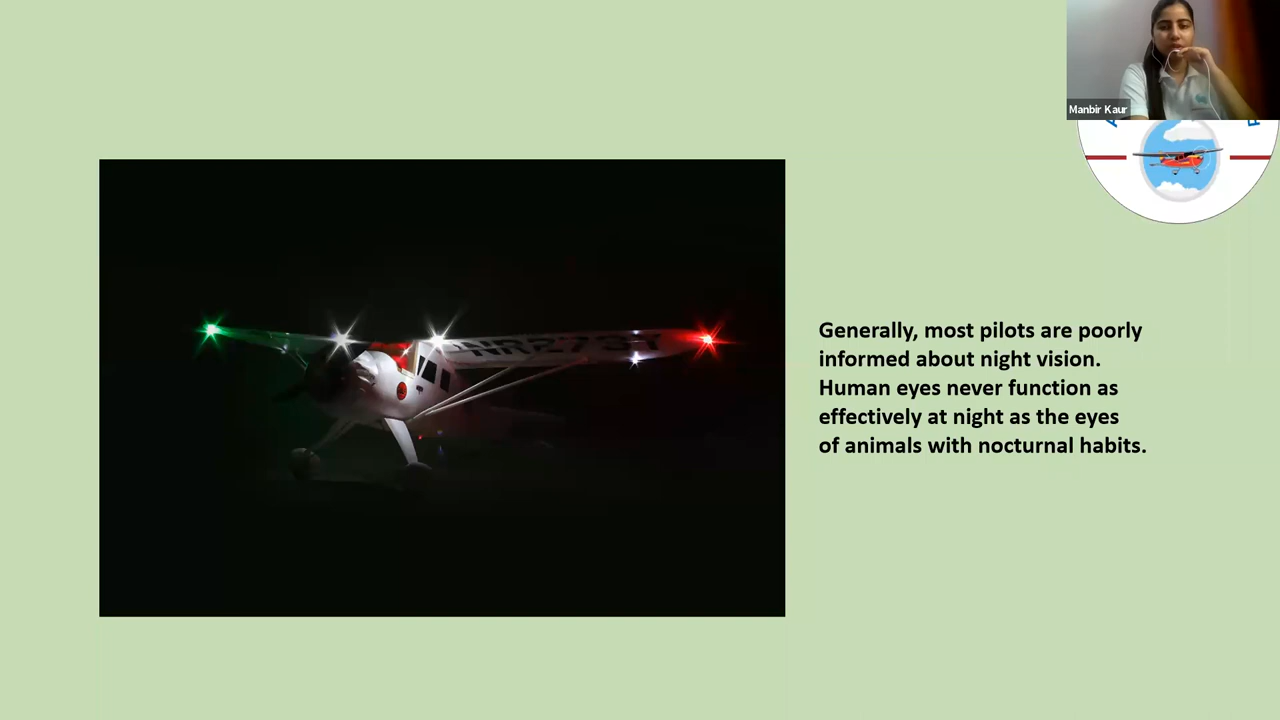 Manbir Kaur
NR273Y
Generally, most pilots are poorly
informed about night vision.
Human eyes never function as
effectively at night as the eyes
of animals with nocturnal habits.